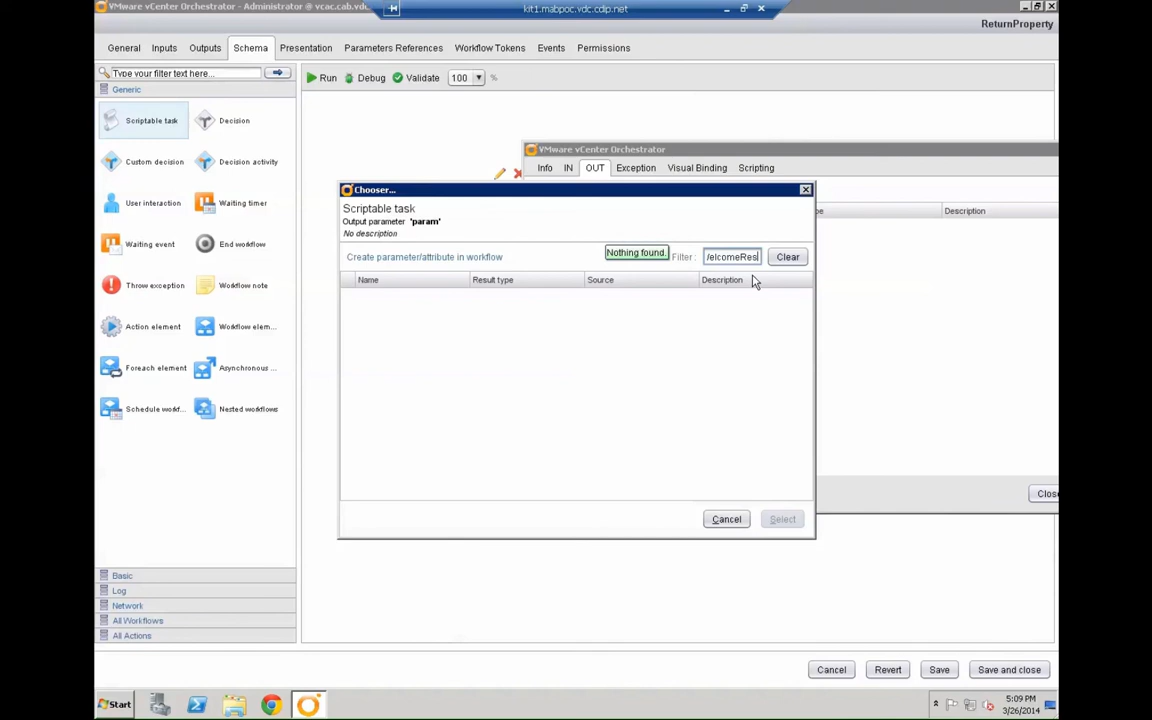 VMware vCenter Orchestrator - Administrator @ vcac.cab.vdc.
kit1.mabpoc.vdc.cdip.net
ReturnProperty
General Inputs Outputs Schema Presentation Parameters References Workflow Tokens Events Permissions
Type your filter text here...
Run Debug Validate 100 %
Generic
Scriptable task Decision
Custom decision Decision activity
User interaction Waiting timer
Waiting event End workflow
Throw exception Workflow note
Action element Workflow elem...
Foreach element Asynchronous ...
Schedule workf... Nested workflows
Basic
Log
Network
All Workflows
All Actions
VMware vCenter Orchestrator
Info IN OUT Exception Visual Binding Scripting
Description
Close
Chooser...
Scriptable task
Output parameter 'param'
No description
Create parameter/attribute in workflow
Nothing found.
Filter :
elcomeRes
Clear
Name Result type Source Description
Cancel Select
Cancel Revert Save Save and close
Start
5:09 PM
3/26/2014